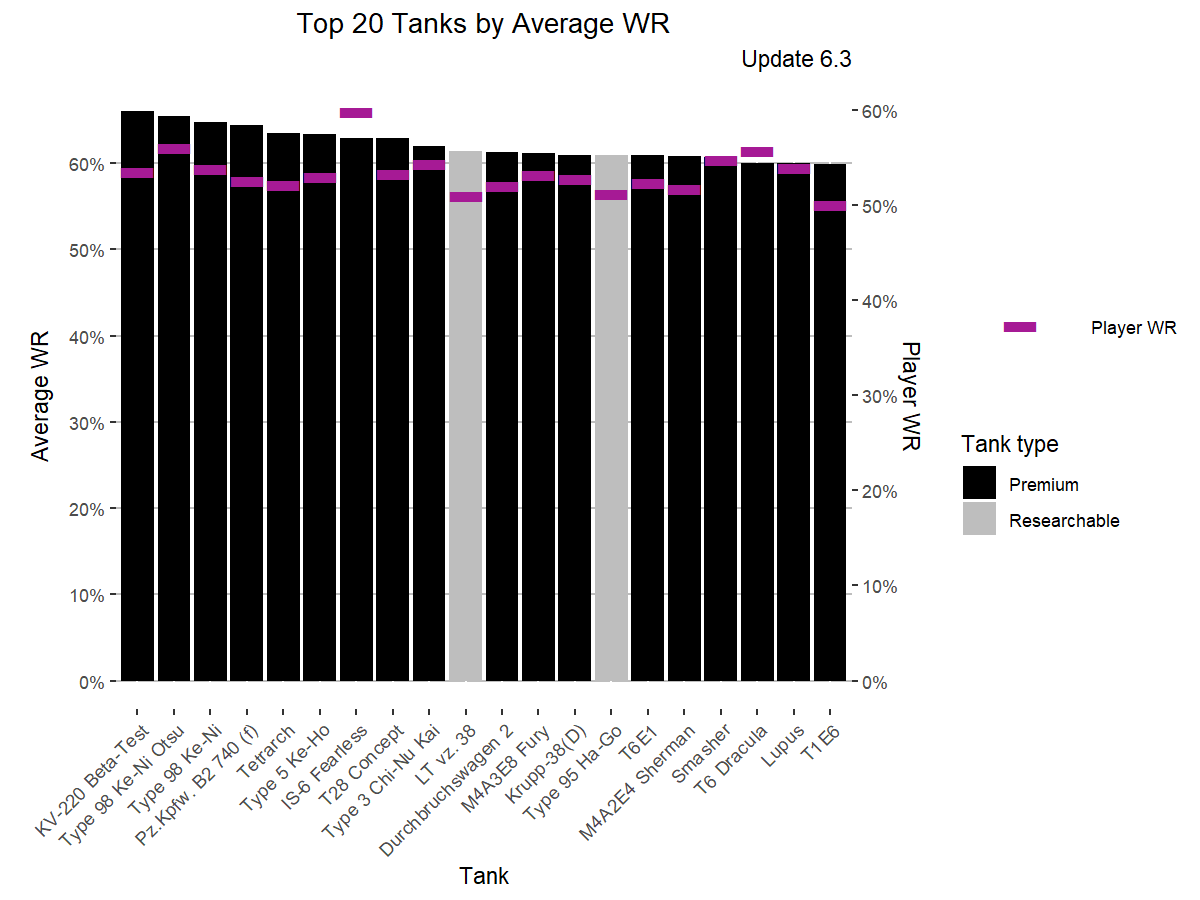 Top 20 Tanks by Average WR
Update 6.3
60%
50%
40%
30%
20%
10%
0%
Average WR
60%
50%
40%
30%
20%
10%
0%
Player WR
KV-220 Beta-Test
Type 98 Ke-Ni Otsu
Type 98 Ke-Ni
Pz.Kpfw. B2 740 (f)
Tetrarch
Type 5 Ke-Ho
IS-6 Fearless
T28 Concept
Type 3 Chi-Nu Kai
LT vz. 38
Durchbruchswagen 2
M4A3E8 Fury
Krupp-38(D)
Type 95 Ha-Go
T6E1
M4A2E4 Sherman
Smasher
T6 Dracula
Lupus
T1E6
Tank
Player WR
Tank type
Premium
Researchable